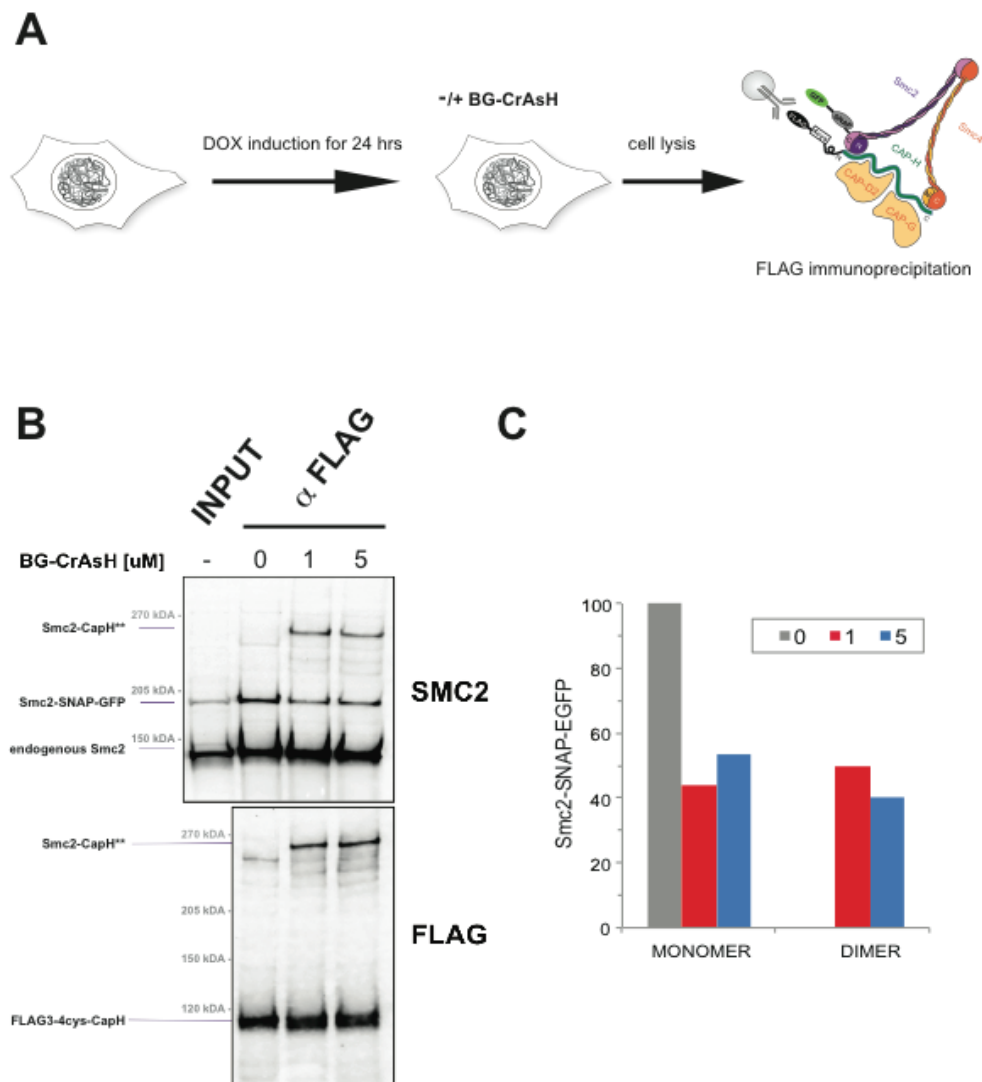 A
-/+ BG-CrAsH
DOX induction for 24 hrs
cell lysis
GFP
SNAP
FLAG
Smc2
Smc4
N
CAP-H
CAP-D2
CAP-G
C
C
FLAG immunoprecipitation
B
INPUT
α FLAG
BG-CrAsH [uM]
- 0 1 5
270 kDA -
Smc2-CapH**
205 kDA -
Smc2-SNAP-GFP
150 kDA -
endogenous Smc2
SMC2
270 kDA -
Smc2-CapH**
205 kDA -
FLAG
150 kDA -
120 kDA -
FLAG3-4cys-CapH
C
Smc2-SNAP-EGFP
100
80
60
40
20
0
0 1 5
MONOMER
DIMER